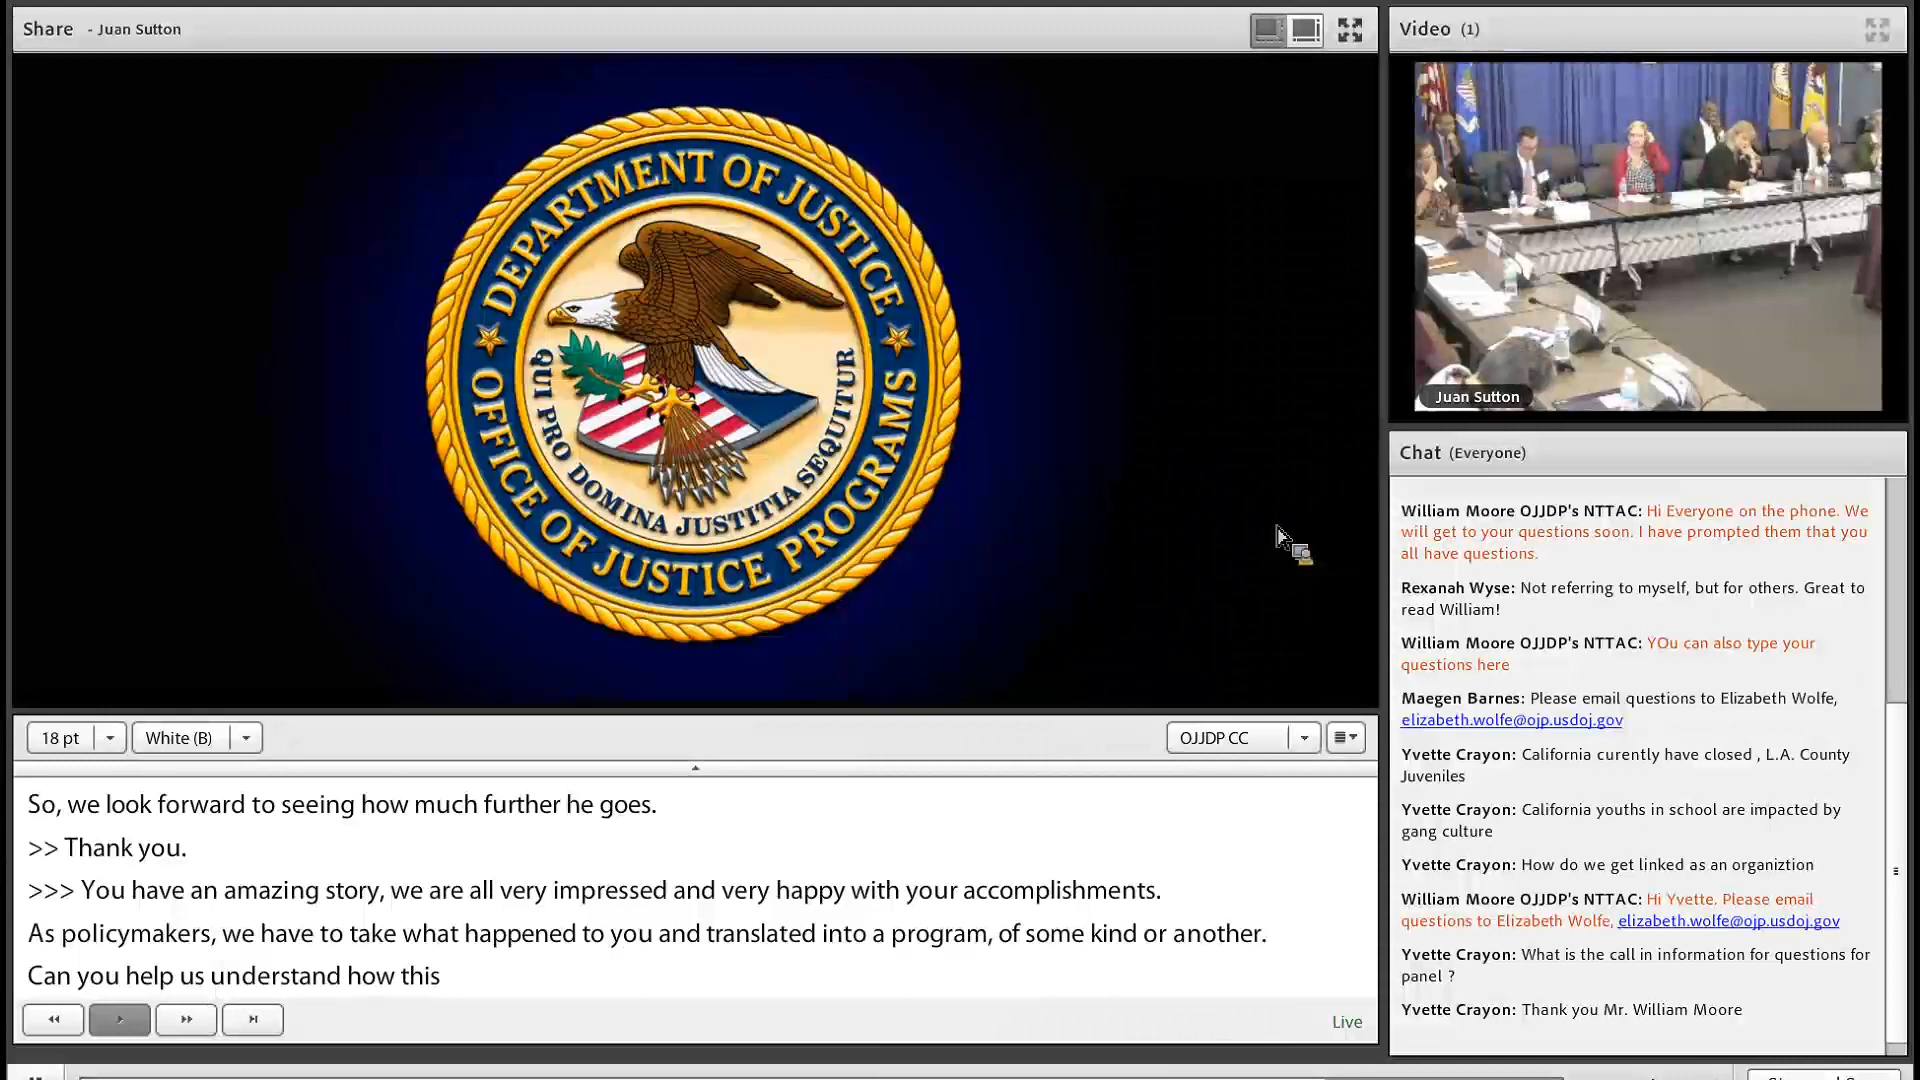 Share - Juan Sutton
DEPARTMENT OF JUSTICE
OFFICE OF JUSTICE PROGRAMS
QUI PRO DOMINA JUSTITIA SEQUITUR
18 pt
White (B)
OJJDP CC
So, we look forward to seeing how much further he goes.
>> Thank you.
>>> You have an amazing story, we are all very impressed and very happy with your accomplishments.
As policymakers, we have to take what happened to you and translated into a program, of some kind or another.
Can you help us understand how this
Live
Video (1)
Juan Sutton
Chat (Everyone)
William Moore OJJDP's NTTAC: Hi Everyone on the phone. We
will get to your questions soon. I have prompted them that you
all have questions.
Rexanah Wyse: Not referring to myself, but for others. Great to
read William!
William Moore OJJDP's NTTAC: YOu can also type your
questions here
Maegen Barnes: Please email questions to Elizabeth Wolfe,
elizabeth.wolfe@ojp.usdoj.gov
Yvette Crayon: California curently have closed , L.A. County
Juveniles
Yvette Crayon: California youths in school are impacted by
gang culture
Yvette Crayon: How do we get linked as an organiztion
William Moore OJJDP's NTTAC: Hi Yvette. Please email
questions to Elizabeth Wolfe, elizabeth.wolfe@ojp.usdoj.gov
Yvette Crayon: What is the call in information for questions for
panel ?
Yvette Crayon: Thank you Mr. William Moore